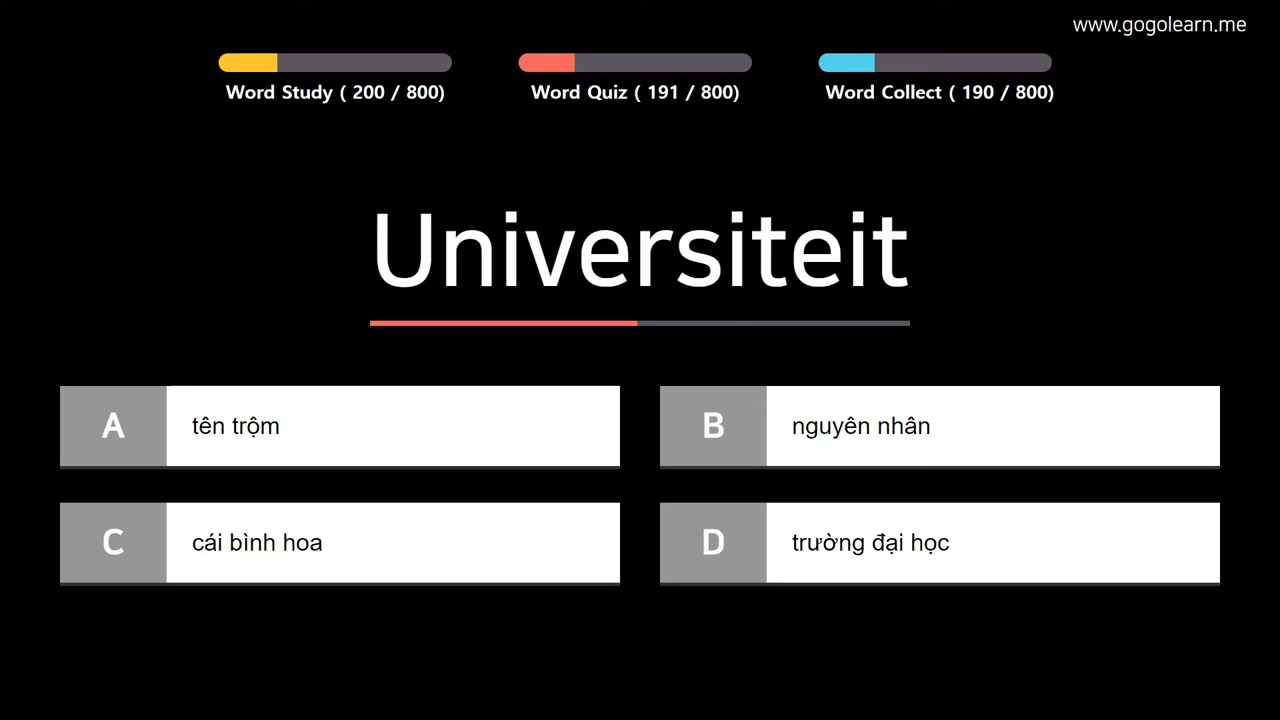 www.gogolearn.me
Word Study ( 200 / 800)
Word Quiz ( 191 / 800)
Word Collect ( 190 / 800)
Universiteit
A
tên trộm
B
nguyên nhân
C
cái bình hoa
D
trường đại học